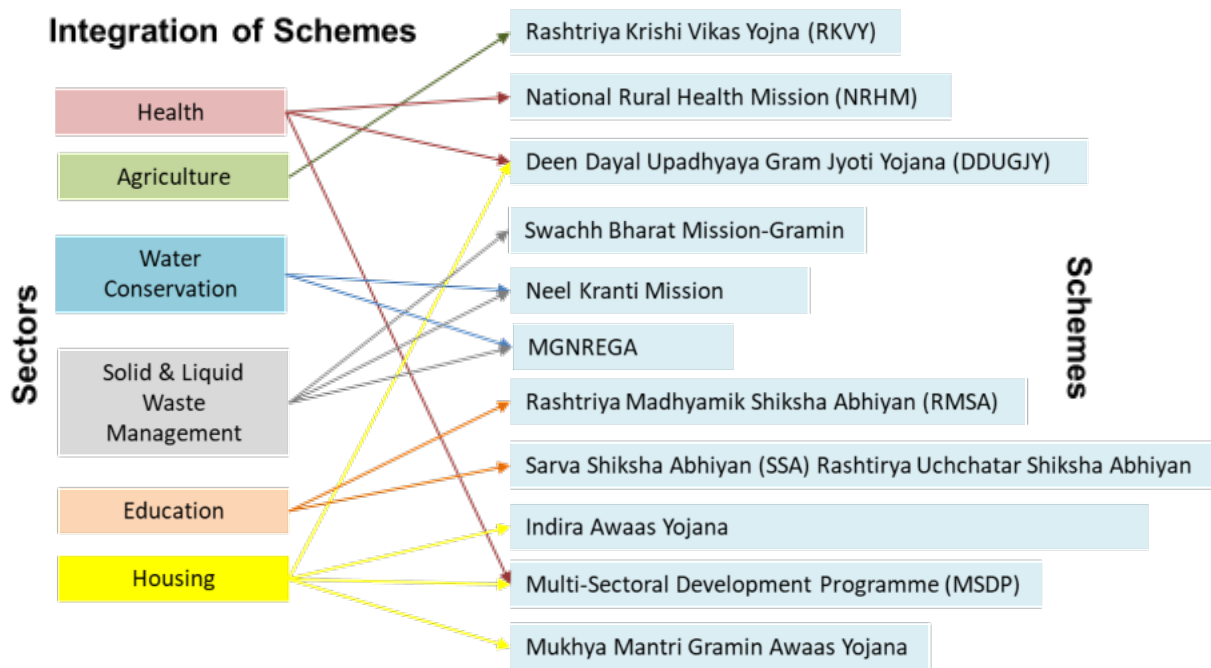 Integration of Schemes
Sectors
Health
Agriculture
Water
Conservation
Solid & Liquid
Waste
Management
Education
Housing
Rashtriya Krishi Vikas Yojna (RKVY)
National Rural Health Mission (NRHM)
Deen Dayal Upadhyaya Gram Jyoti Yojana (DDUGJY)
Swachh Bharat Mission-Gramin
Neel Kranti Mission
MGNREGA
Rashtriya Madhyamik Shiksha Abhiyan (RMSA)
Sarva Shiksha Abhiyan (SSA) Rashtirya Uchchatar Shiksha Abhiyan
Indira Awaas Yojana
Multi-Sectoral Development Programme (MSDP)
Mukhya Mantri Gramin Awaas Yojana
Schemes